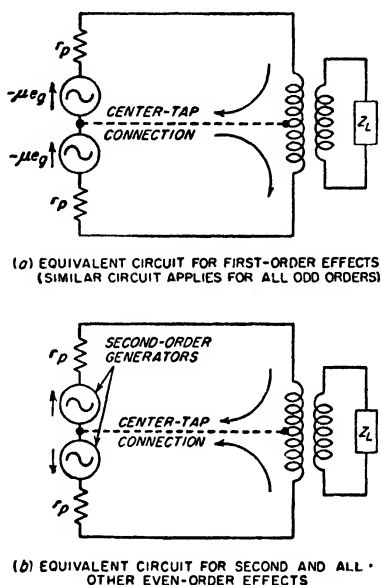 rp
-μeg
CENTER-TAP
CONNECTION
-μeg
rp
ZL
(a) EQUIVALENT CIRCUIT FOR FIRST-ORDER EFFECTS
(SIMILAR CIRCUIT APPLIES FOR ALL ODD ORDERS)
rp
SECOND-ORDER
GENERATORS
CENTER-TAP
CONNECTION
rp
ZL
(b) EQUIVALENT CIRCUIT FOR SECOND AND ALL
OTHER EVEN-ORDER EFFECTS